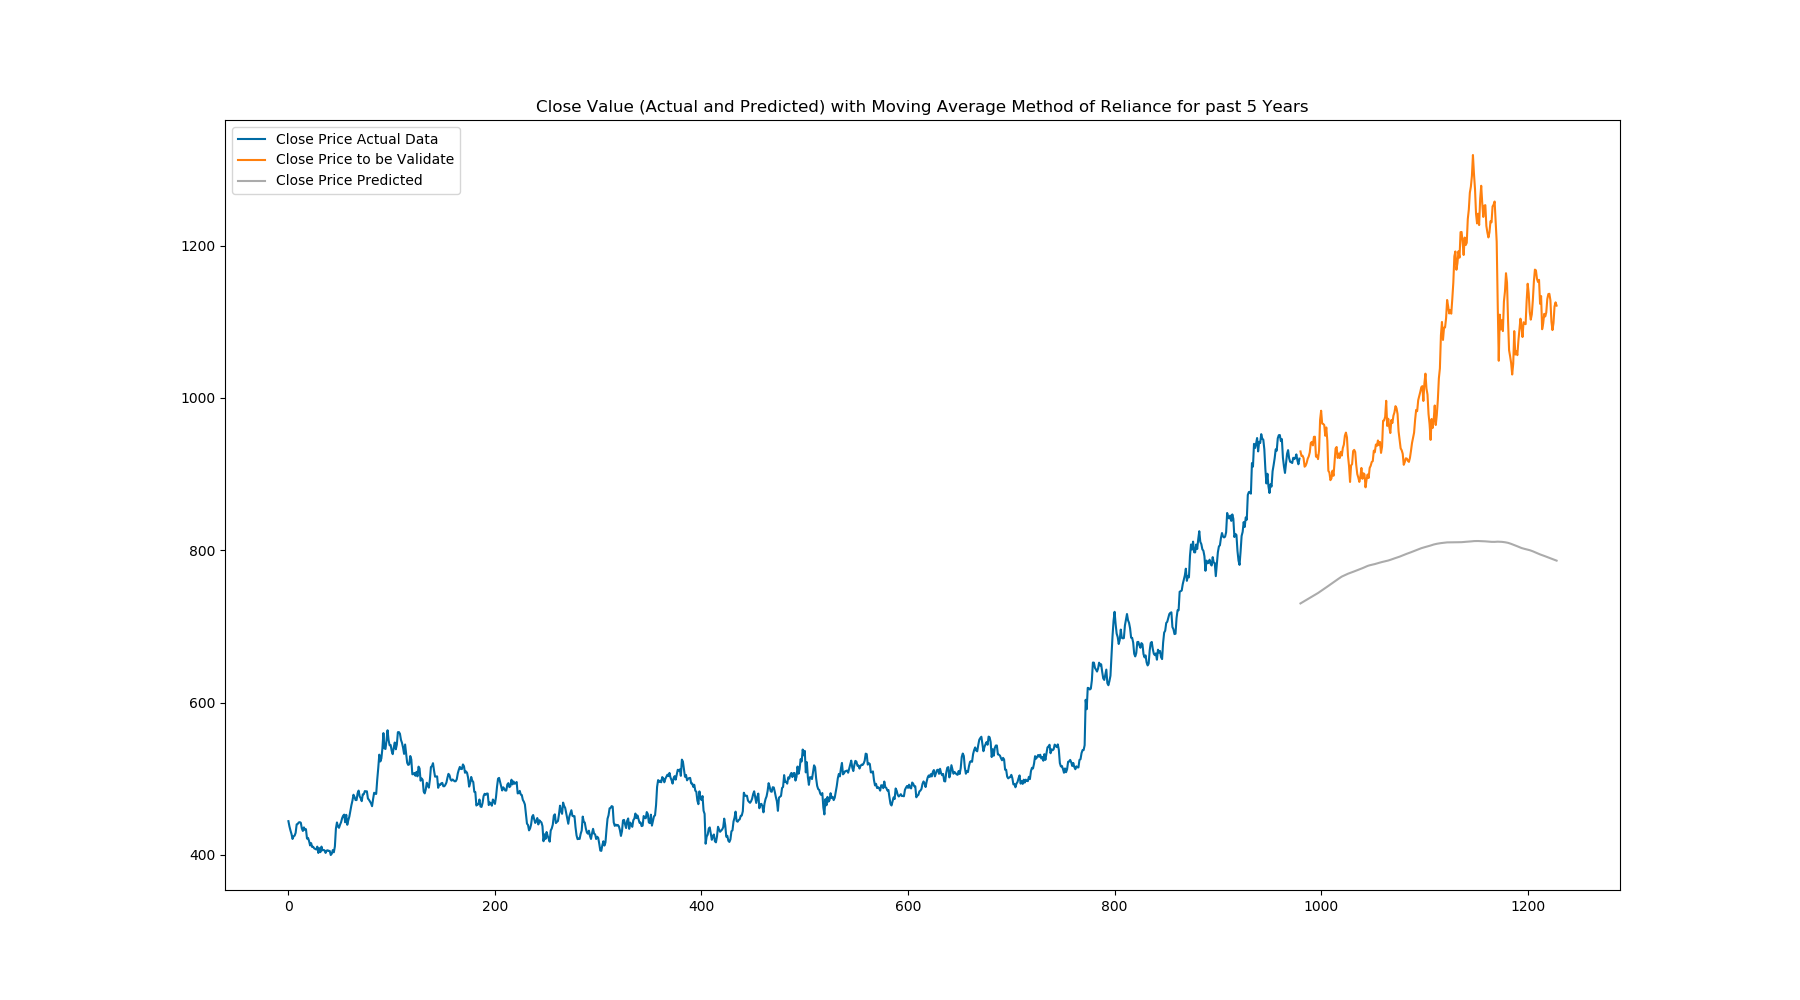 Close Value (Actual and Predicted) with Moving Average Method of Reliance for past 5 Years
Close Price Actual Data
Close Price to be Validate
Close Price Predicted
1200
1000
800
600
400
0 200 400 600 800 1000 1200